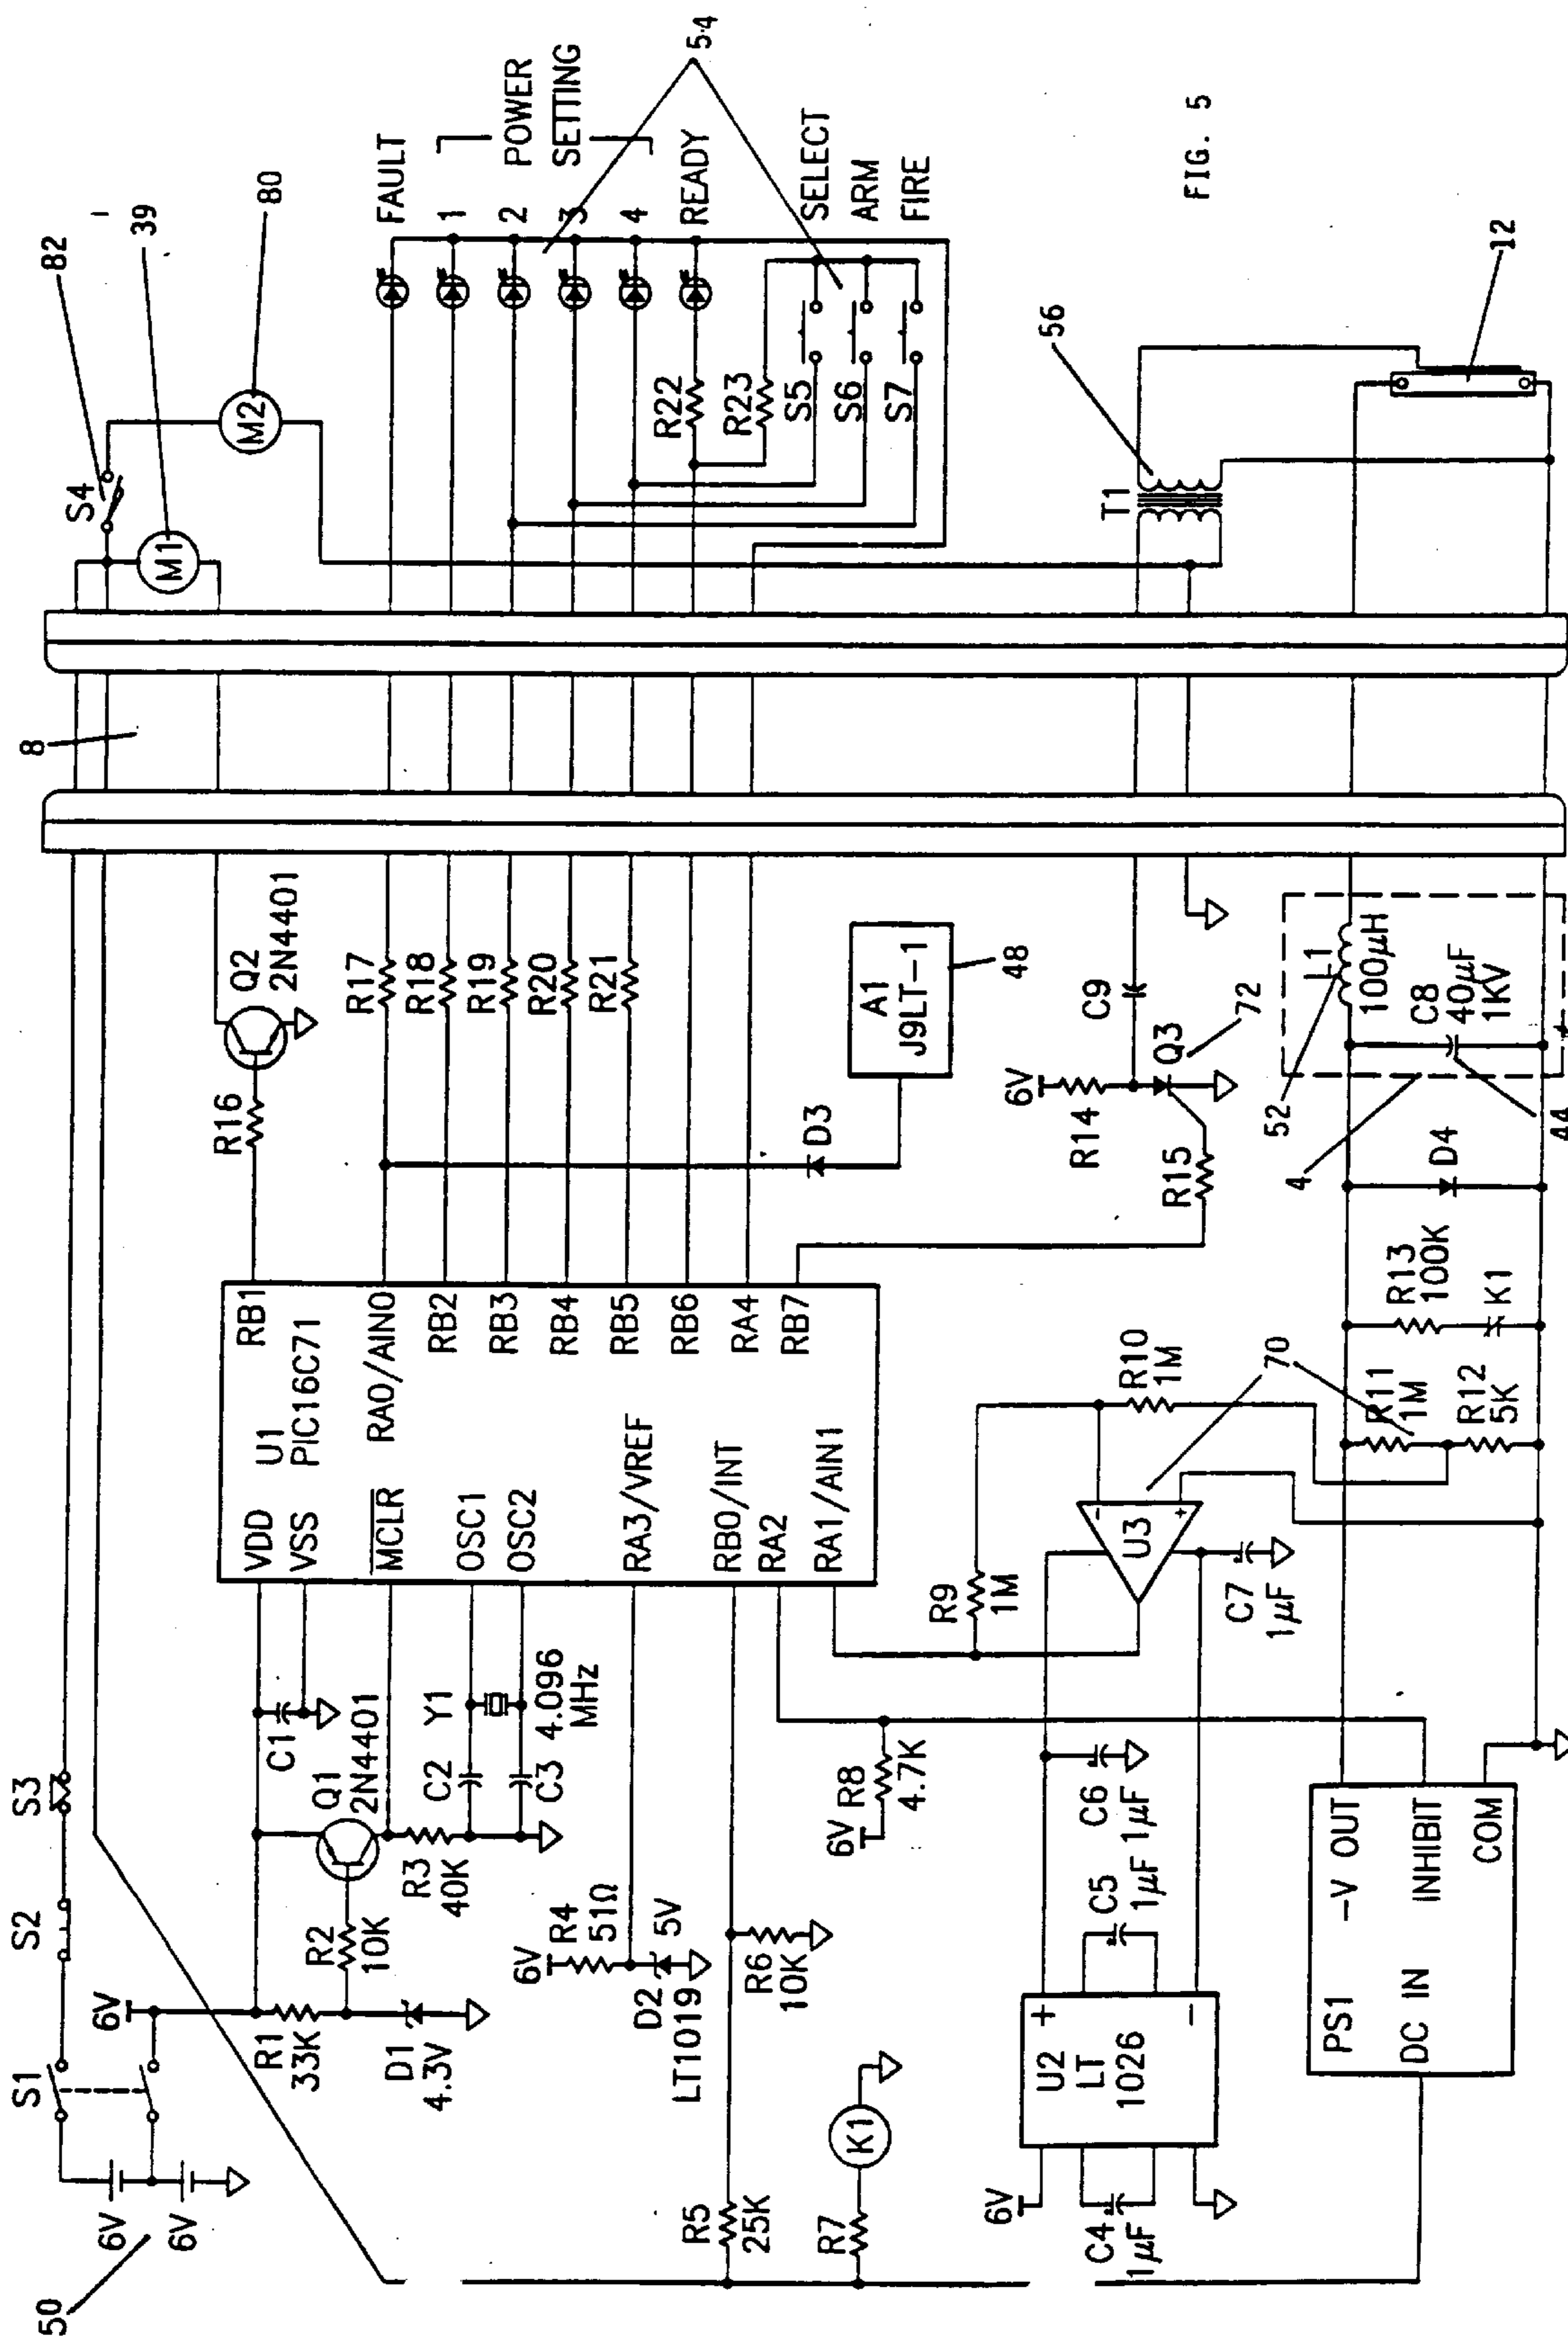 50
6V
6V
S1
S2
S3
6V
R1
33K
D1
4.3V
R2
10K
Q1
2N4401
R3
40K
C1
C2
C3
Y1
4.096
MHz
6V
R4
51Ω
D2
LT1019
5V
R5
25K
R6
10K
R7
K1
6V
R8
4.7K
U1
PIC16C71
VDD
VSS
MCLR
OSC1
OSC2
RA3/VREF
RB0/INT
RA2
RA1/AIN1
RB1
RA0/AIN0
RB2
RB3
RB4
RB5
RB6
RA4
RB7
R16
Q2
2N4401
R17
R18
R19
R20
R21
D3
A1
J9LT-1
48
8
M1
39
S4
82
M2
80
FAULT
1
2
3
4
POWER
SETTING
READY
54
R22
R23
S5
S6
S7
SELECT
ARM
FIRE
6V
U2
LT
1026
+
-
C4
1µF
C5
1µF
C6
1µF
C7
1µF
R9
1M
U3
-
+
R10
1M
70
6V
R14
R15
Q3
72
C9
T1
56
12
PS1
DC IN
-V OUT
INHIBIT
COM
R11
1M
R12
5K
R13
100K
K1
D4
4
52
L1
100µH
C8
40µF
1KV
44
FIG. 5